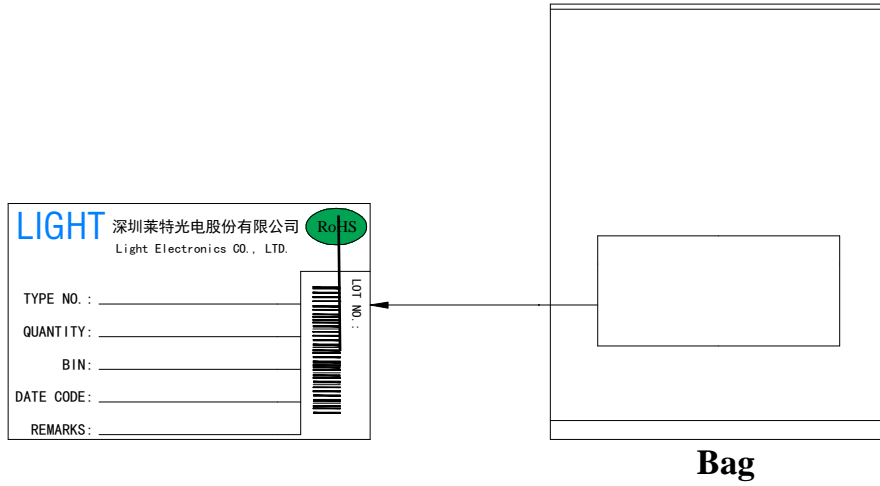 LIGHT 深圳莱特光电股份有限公司 RoHS
Light Electronics CO., LTD.
LOT NO.:
TYPE NO.:
QUANTITY:
BIN:
DATE CODE:
REMARKS:
Bag